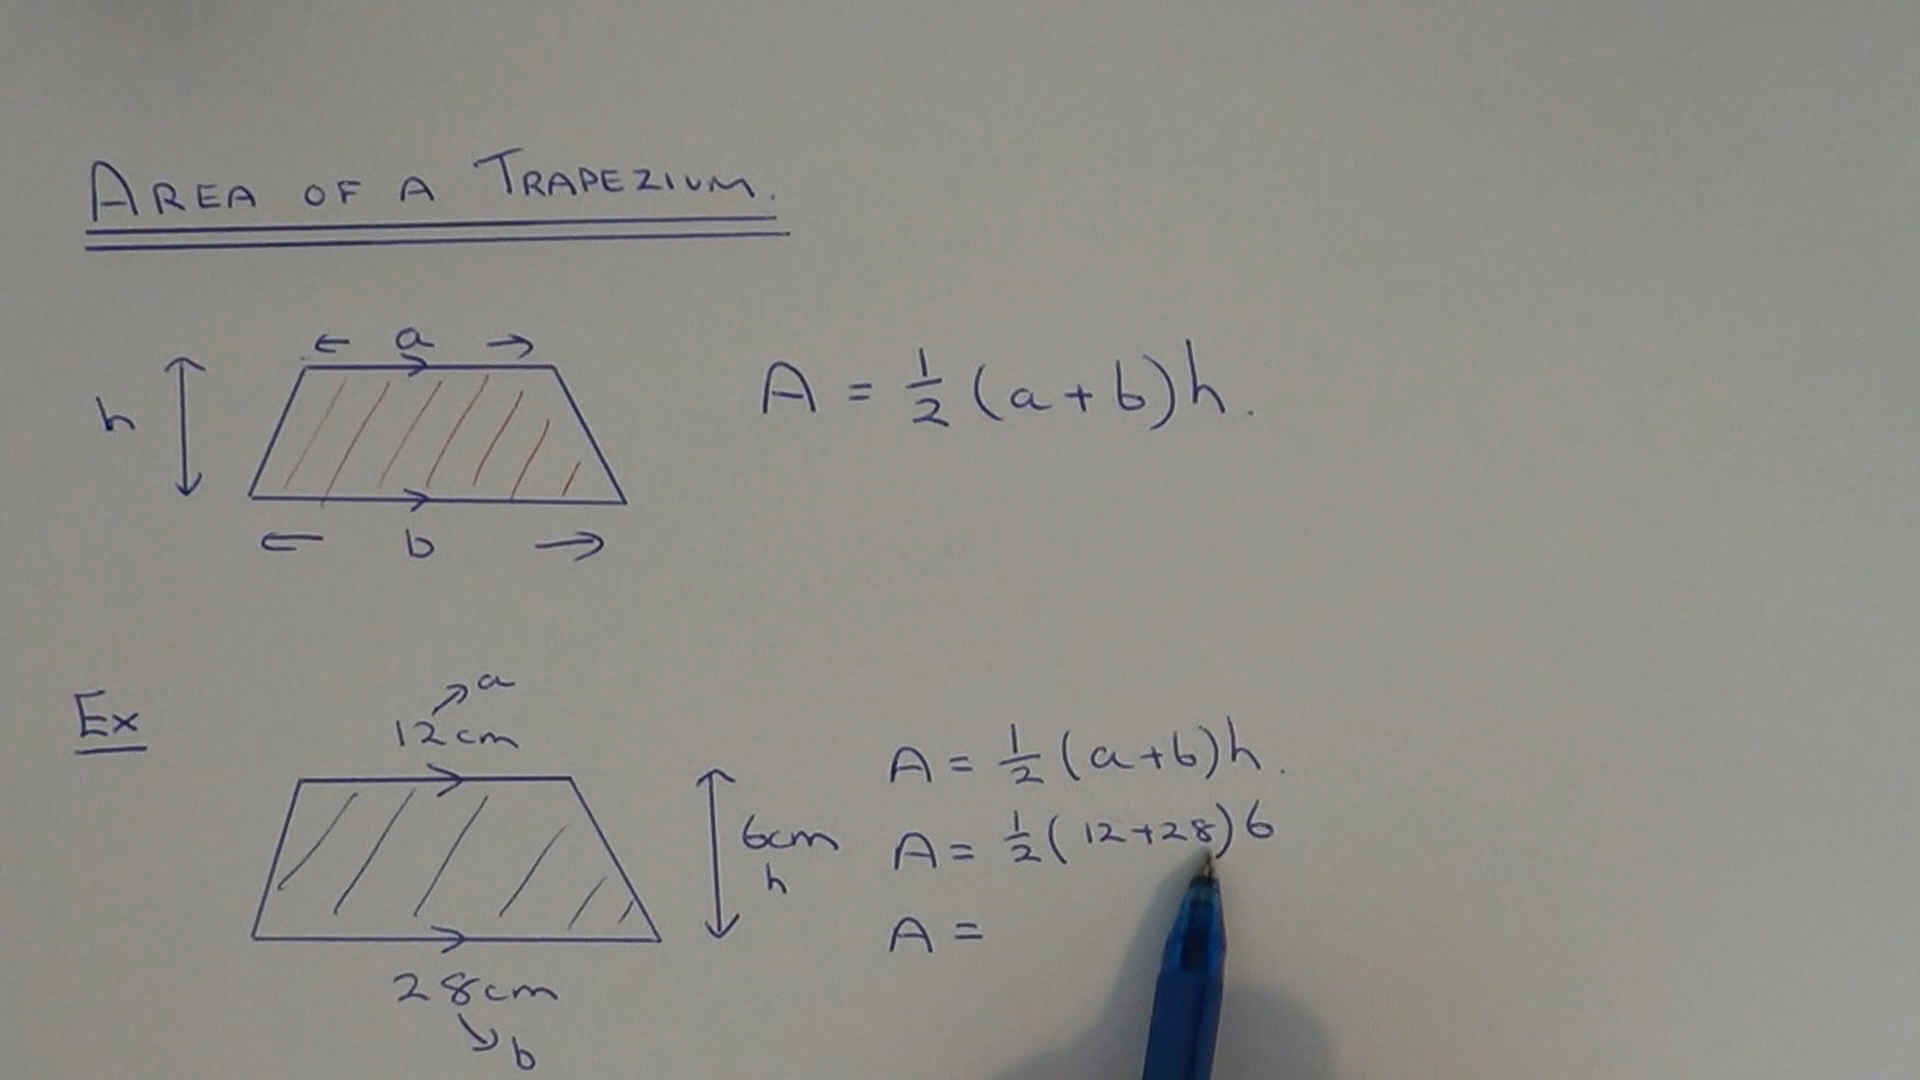 AREA OF A TRAPEZIUM.
a
h
A = 1/2 (a+b)h.
b
Ex
a
12cm
6cm
h
28cm
b
A = 1/2 (a+b)h.
A = 1/2 (12+28)6
A =